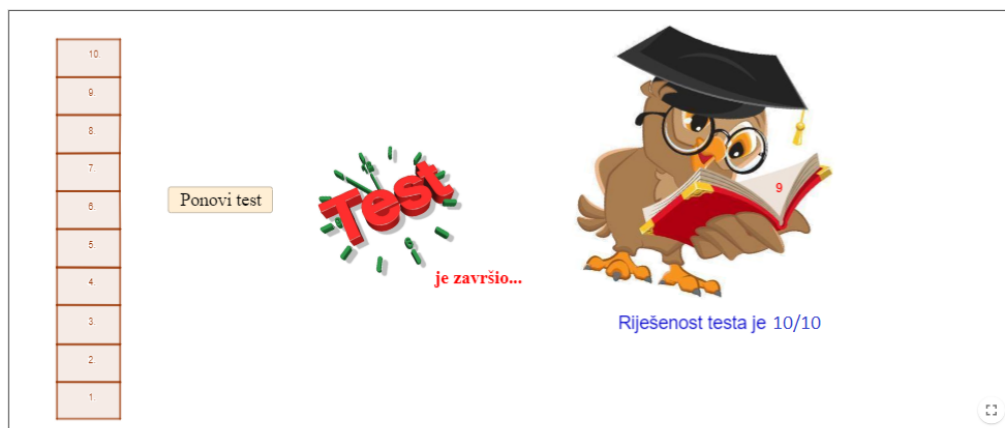 10.
9.
8.
7.
6.
5.
4.
3.
2.
1.
Ponovi test
Test
je završio...
9
Riješenost testa je 10/10